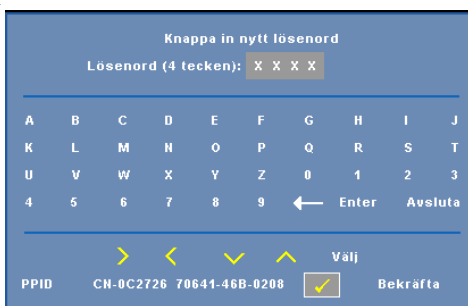 Knappa in nytt lösenord
Lösenord (4 tecken): X X X X
A B C D E F G H I J
K L M N O P Q R S T
U V W X Y Z 0 1 2 3
4 5 6 7 8 9 Enter Avsluta
Välj
PPID CN-0C2726 70641-46B-0208 Bekräfta